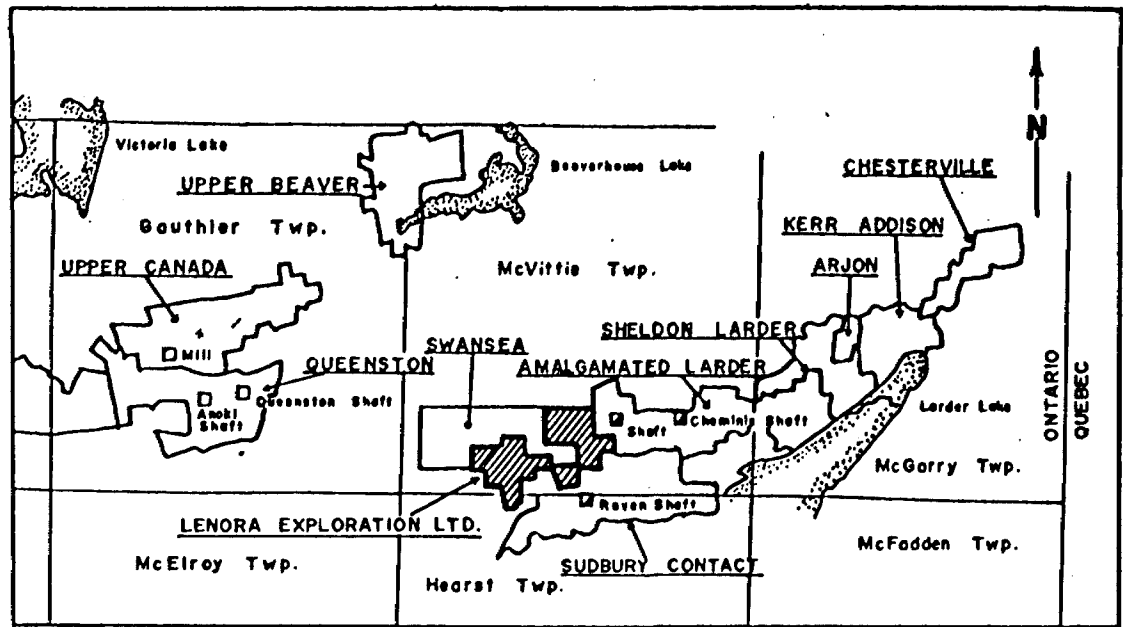 Victoria Lake
Beaverhouse Lake
N
CHESTERVILLE
UPPER BEAVER
KERR ADDISON
Gauthier Twp.
McVittie Twp.
ARJON
UPPER CANADA
SHELDON LARDER
Mill
SWANSEA
QUEENSTON
AMALGAMATED LARDER
Queenston Shaft
Anoki
Shaft
Shaft
Cheminis Shaft
Larder Lake
ONTARIO
QUEBEC
McGarry Twp.
Raven Shaft
LENORA EXPLORATION LTD.
McFadden Twp.
McElroy Twp.
SUDBURY CONTACT
Hearst Twp.